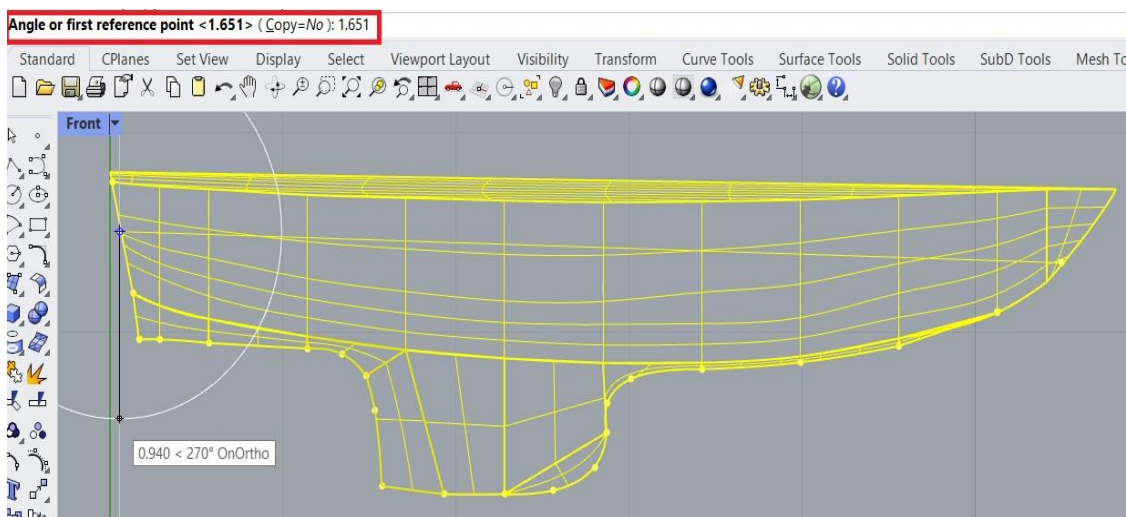 Angle or first reference point <1.651> ( Copy=No ): 1.651
Standard CPlanes Set View Display Select Viewport Layout Visibility Transform Curve Tools Surface Tools Solid Tools SubD Tools Mesh To
Front
0.940 < 270° OnOrtho